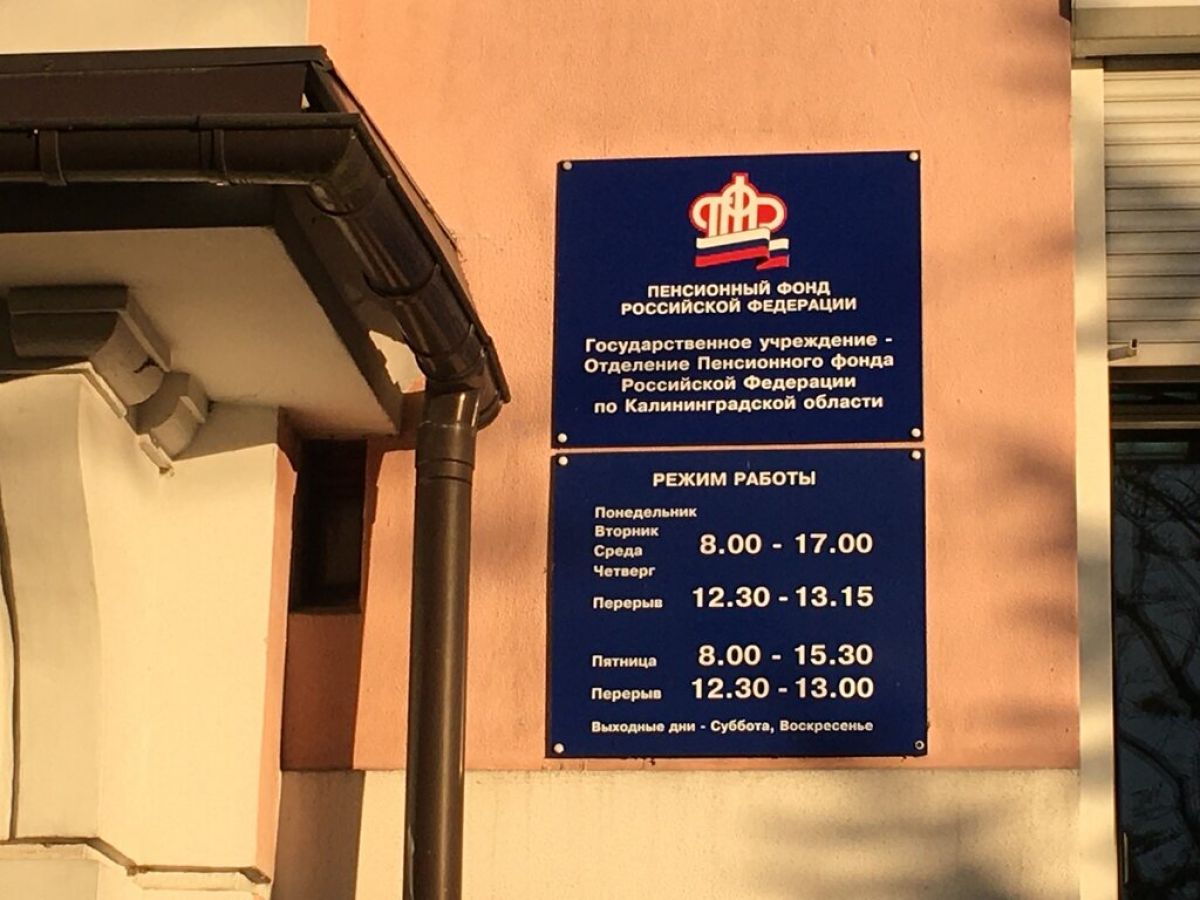 ПФР
ПЕНСИОННЫЙ ФОНД
РОССИЙСКОЙ ФЕДЕРАЦИИ
Государственное учреждение -
Отделение Пенсионного фонда
Российской Федерации
по Калининградской области
РЕЖИМ РАБОТЫ
Понедельник
Вторник
Среда
Четверг
8.00 - 17.00
Перерыв 12.30 - 13.15
Пятница 8.00 - 15.30
Перерыв 12.30 - 13.00
Выходные дни - Суббота, Воскресенье